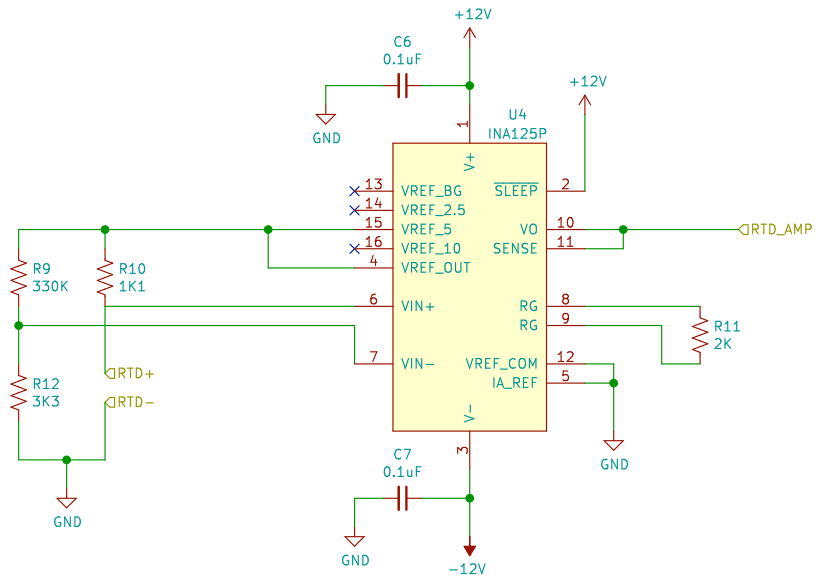 +12V
C6
0.1uF
GND
+12V
U4
INA125P
1
V+
13 VREF_BG
SLEEP 2
14 VREF_2.5
15 VREF_5
VO 10
RTD_AMP
16 VREF_10
SENSE 11
4 VREF_OUT
R9
330K
R10
1K1
6 VIN+
RG 8
RG 9
R11
2K
7 VIN-
VREF_COM 12
IA_REF 5
RTD+
R12
3K3
RTD-
V-
3
GND
C7
0.1uF
GND
GND
-12V